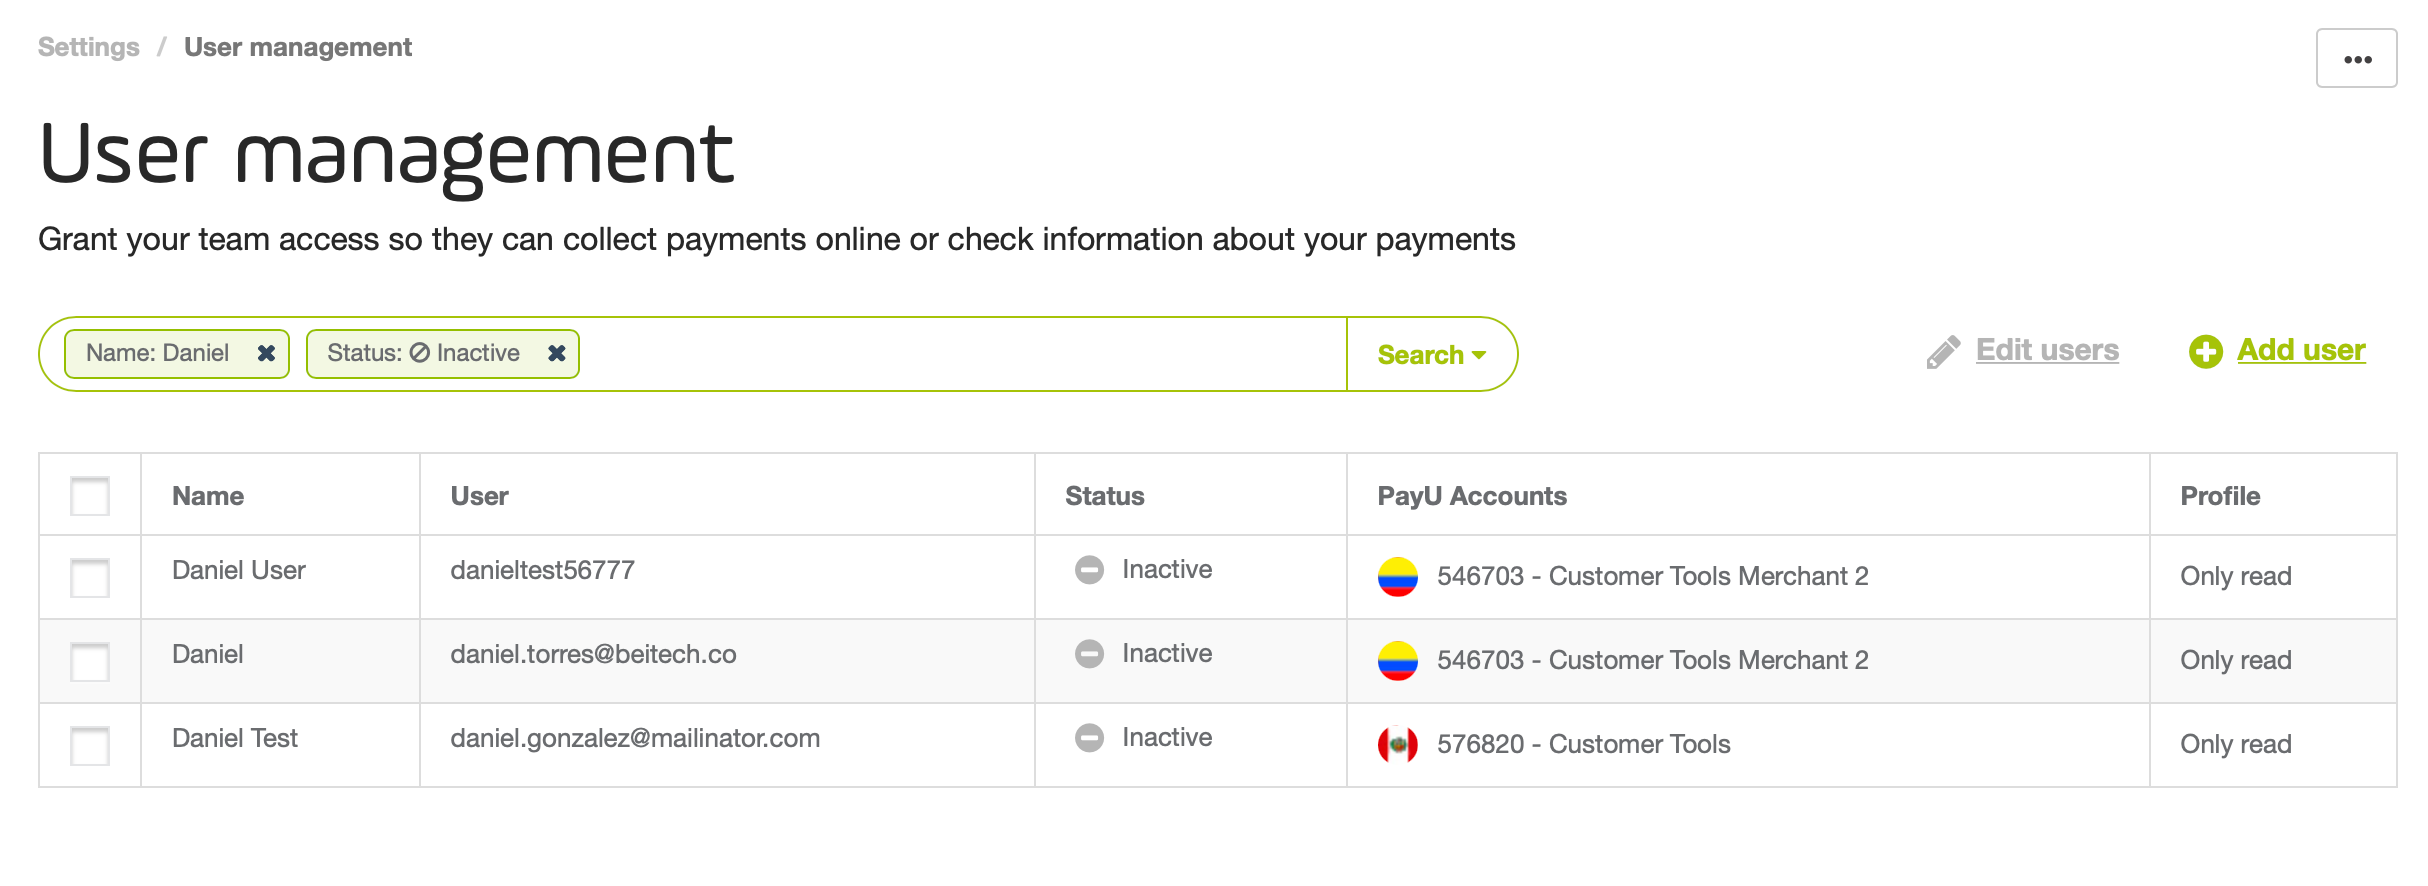 Settings / User management
User management
Grant your team access so they can collect payments online or check information about your payments
Name: Daniel Status: Inactive Search Edit users Add user
Name User Status PayU Accounts Profile
Daniel User danieltest56777 Inactive 546703 - Customer Tools Merchant 2 Only read
Daniel daniel.torres@beitech.co Inactive 546703 - Customer Tools Merchant 2 Only read
Daniel Test daniel.gonzalez@mailinator.com Inactive 576820 - Customer Tools Only read